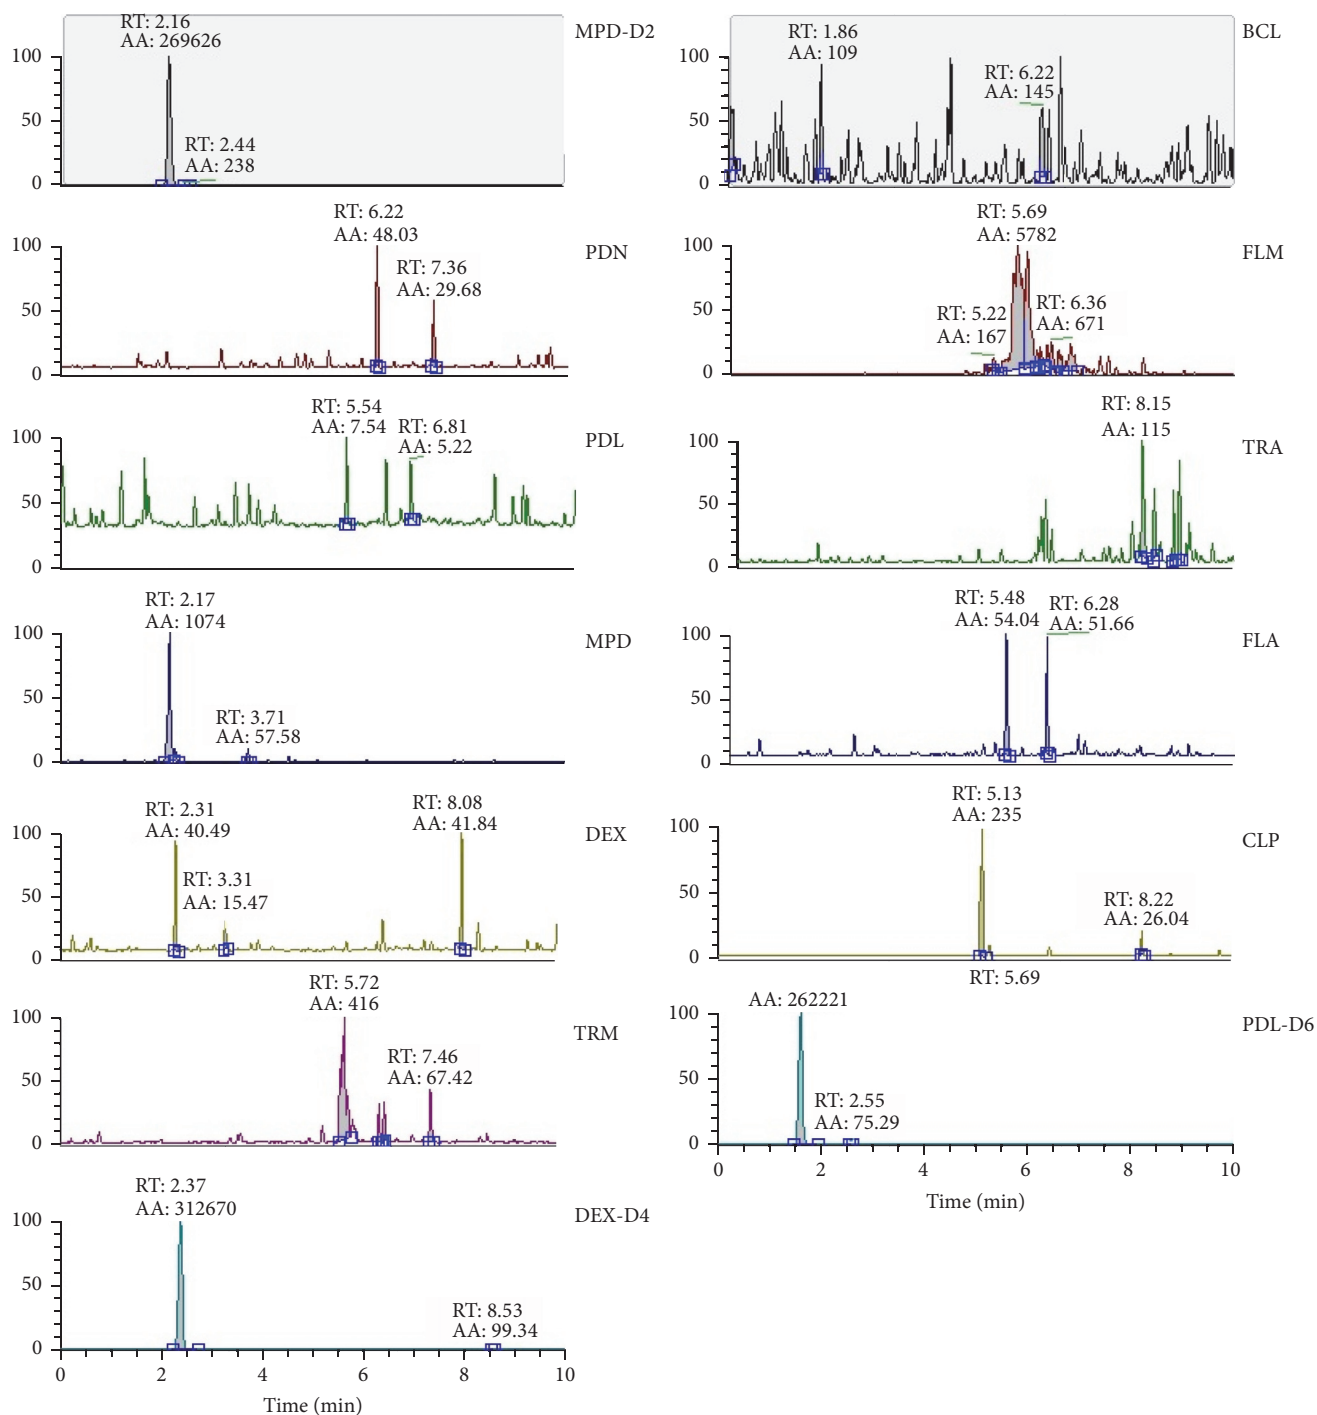 RT: 2.16
AA: 269626
MPD-D2
100
RT: 2.44
50
AA: 238
0
RT: 6.22
AA: 48.03
100
PDN
RT: 7.36
AA: 29.68
50
0
RT: 5.54
AA: 7.54
RT: 6.81
AA: 5.22
100
PDL
50
0
RT: 2.17
AA: 1074
100
MPD
50
RT: 3.71
AA: 57.58
0
RT: 2.31
AA: 40.49
RT: 8.08
AA: 41.84
100
DEX
RT: 3.31
AA: 15.47
50
0
RT: 5.72
AA: 416
100
TRM
RT: 7.46
AA: 67.42
50
0
RT: 2.37
AA: 312670
DEX-D4
100
50
RT: 8.53
AA: 99.34
0
0 2 4 6 8 10
Time (min)
RT: 1.86
AA: 109
BCL
100
RT: 6.22
AA: 145
50
0
RT: 5.69
AA: 5782
100
FLM
RT: 5.22
AA: 167
RT: 6.36
AA: 671
50
0
RT: 8.15
AA: 115
100
TRA
50
0
RT: 5.48
AA: 54.04
RT: 6.28
AA: 51.66
100
FLA
50
0
RT: 5.13
AA: 235
100
CLP
50
RT: 8.22
AA: 26.04
0
RT: 5.69
AA: 262221
100
PDL-D6
50
RT: 2.55
AA: 75.29
0
0 2 4 6 8 10
Time (min)